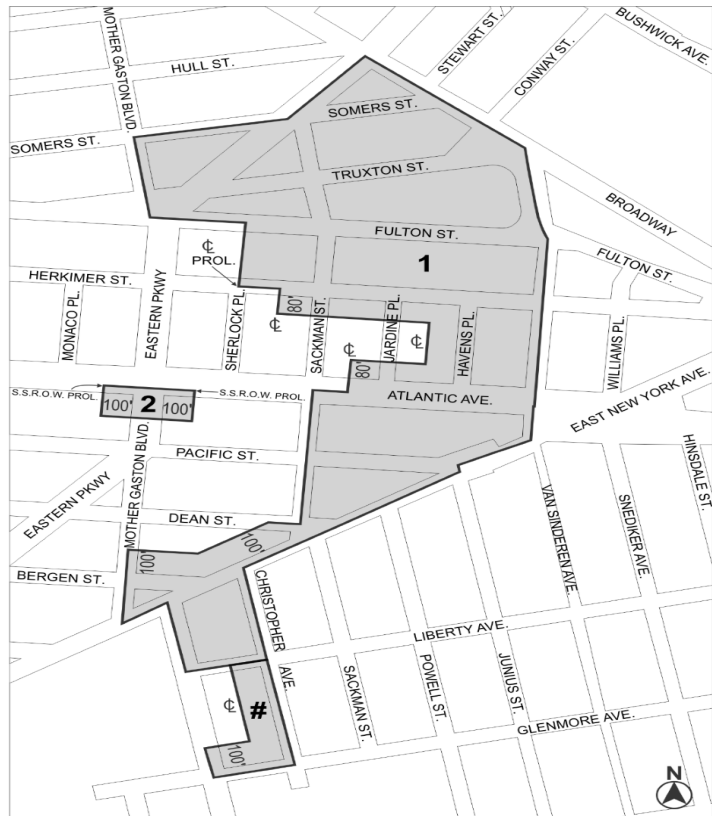 MOTHER GASTON BLVD.
HULL ST.
STEWART ST.
CONWAY ST.
BUSHWICK AVE.
SOMERS ST.
SOMERS ST.
TRUXTON ST.
BROADWAY
FULTON ST.
℄
PROL.
1
FULTON ST.
HERKIMER ST.
MONACO PL.
EASTERN PKWY
SHERLOCK PL.
80'
℄
SACKMAN ST.
℄
JARDINE PL.
℄
HAVENS PL.
WILLIAMS PL.
80'
S.S.R.O.W. PROL.
S.S.R.O.W. PROL.
100'
2
100'
ATLANTIC AVE.
EAST NEW YORK AVE.
MOTHER GASTON BLVD.
PACIFIC ST.
EASTERN PKWY
DEAN ST.
VAN SINDEREN AVE.
SNEDIKER AVE.
HINSDALE ST.
100'
100'
BERGEN ST.
CHRISTOPHER AVE.
LIBERTY AVE.
SACKMAN ST.
POWELL ST.
JUNIUS ST.
℄
#
GLENMORE AVE.
100'
N